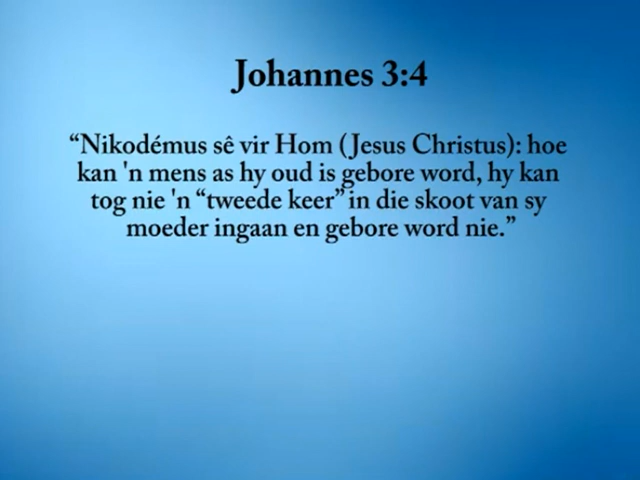 Johannes 3:4
“Nikodémus sê vir Hom (Jesus Christus): hoe
kan 'n mens as hy oud is gebore word, hy kan
tog nie 'n “tweede keer” in die skoot van sy
moeder ingaan en gebore word nie.”